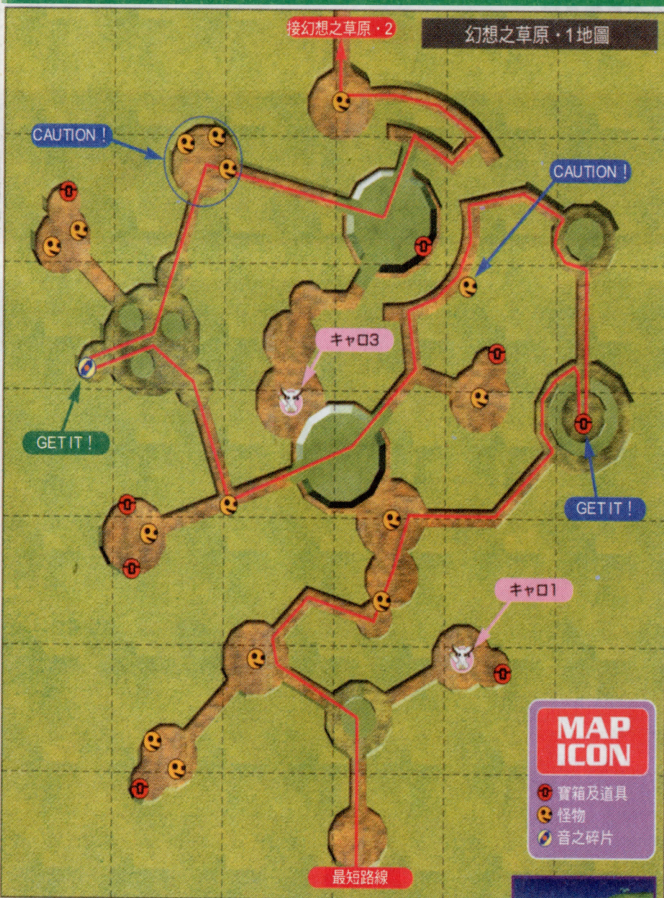 接幻想之草原・2
幻想之草原・1地圖
CAUTION！
CAUTION！
キャロ3
GET IT！
GET IT！
キャロ1
MAP
ICON
寶箱及道具
怪物
音之碎片
最短路線